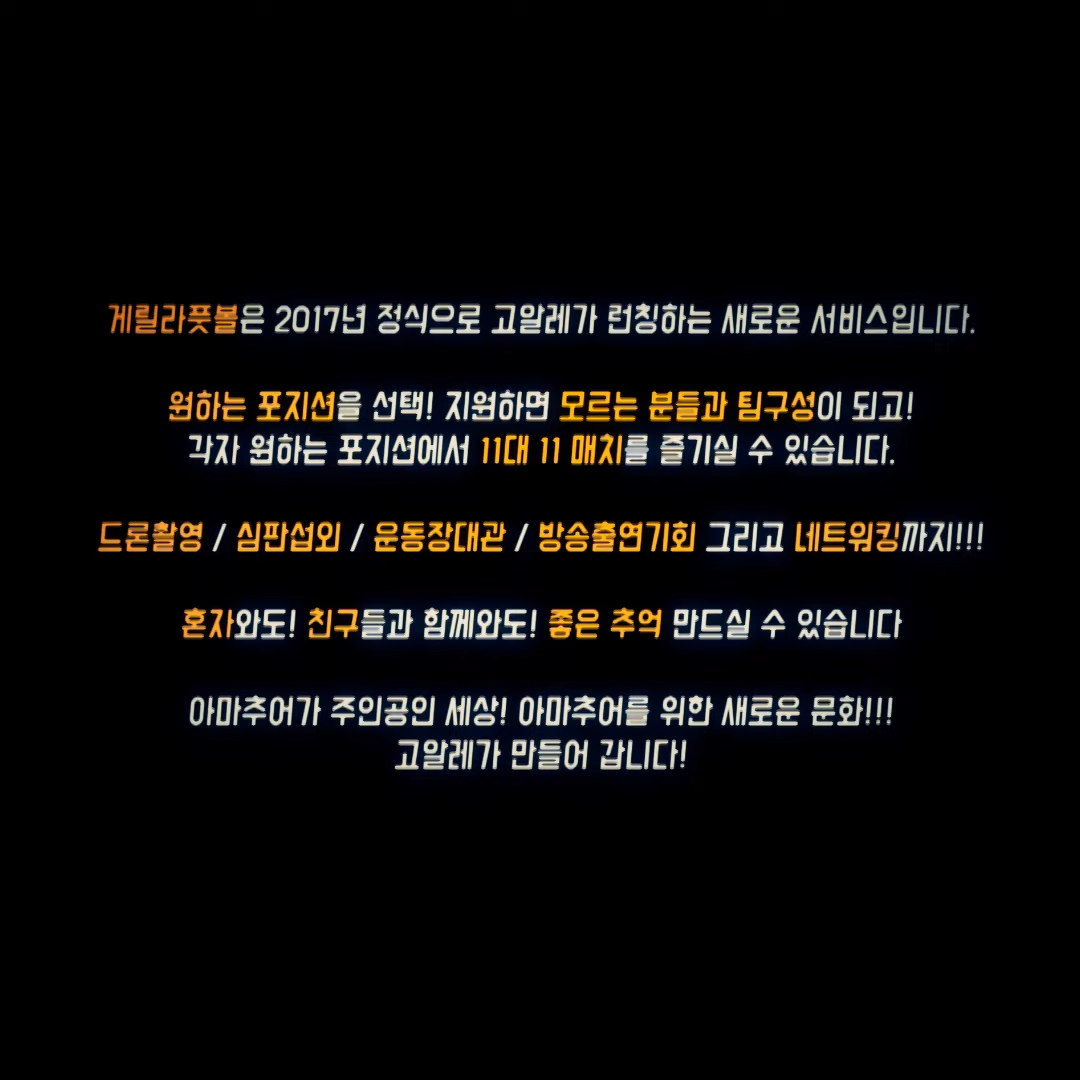 게릴라풋볼은 2017년 정식으로 고알레가 런칭하는 새로운 서비스입니다.
원하는 포지션을 선택! 지원하면 모르는 분들과 팀구성이 되고!
각자 원하는 포지션에서 11대 11 매치를 즐기실 수 있습니다.
드론촬영 / 심판섭외 / 운동장대관 / 방송출연기회 그리고 네트워킹까지!!!
혼자와도! 친구들과 함께와도! 좋은 추억 만드실 수 있습니다
아마추어가 주인공인 세상! 아마추어를 위한 새로운 문화!!!
고알레가 만들어 갑니다!